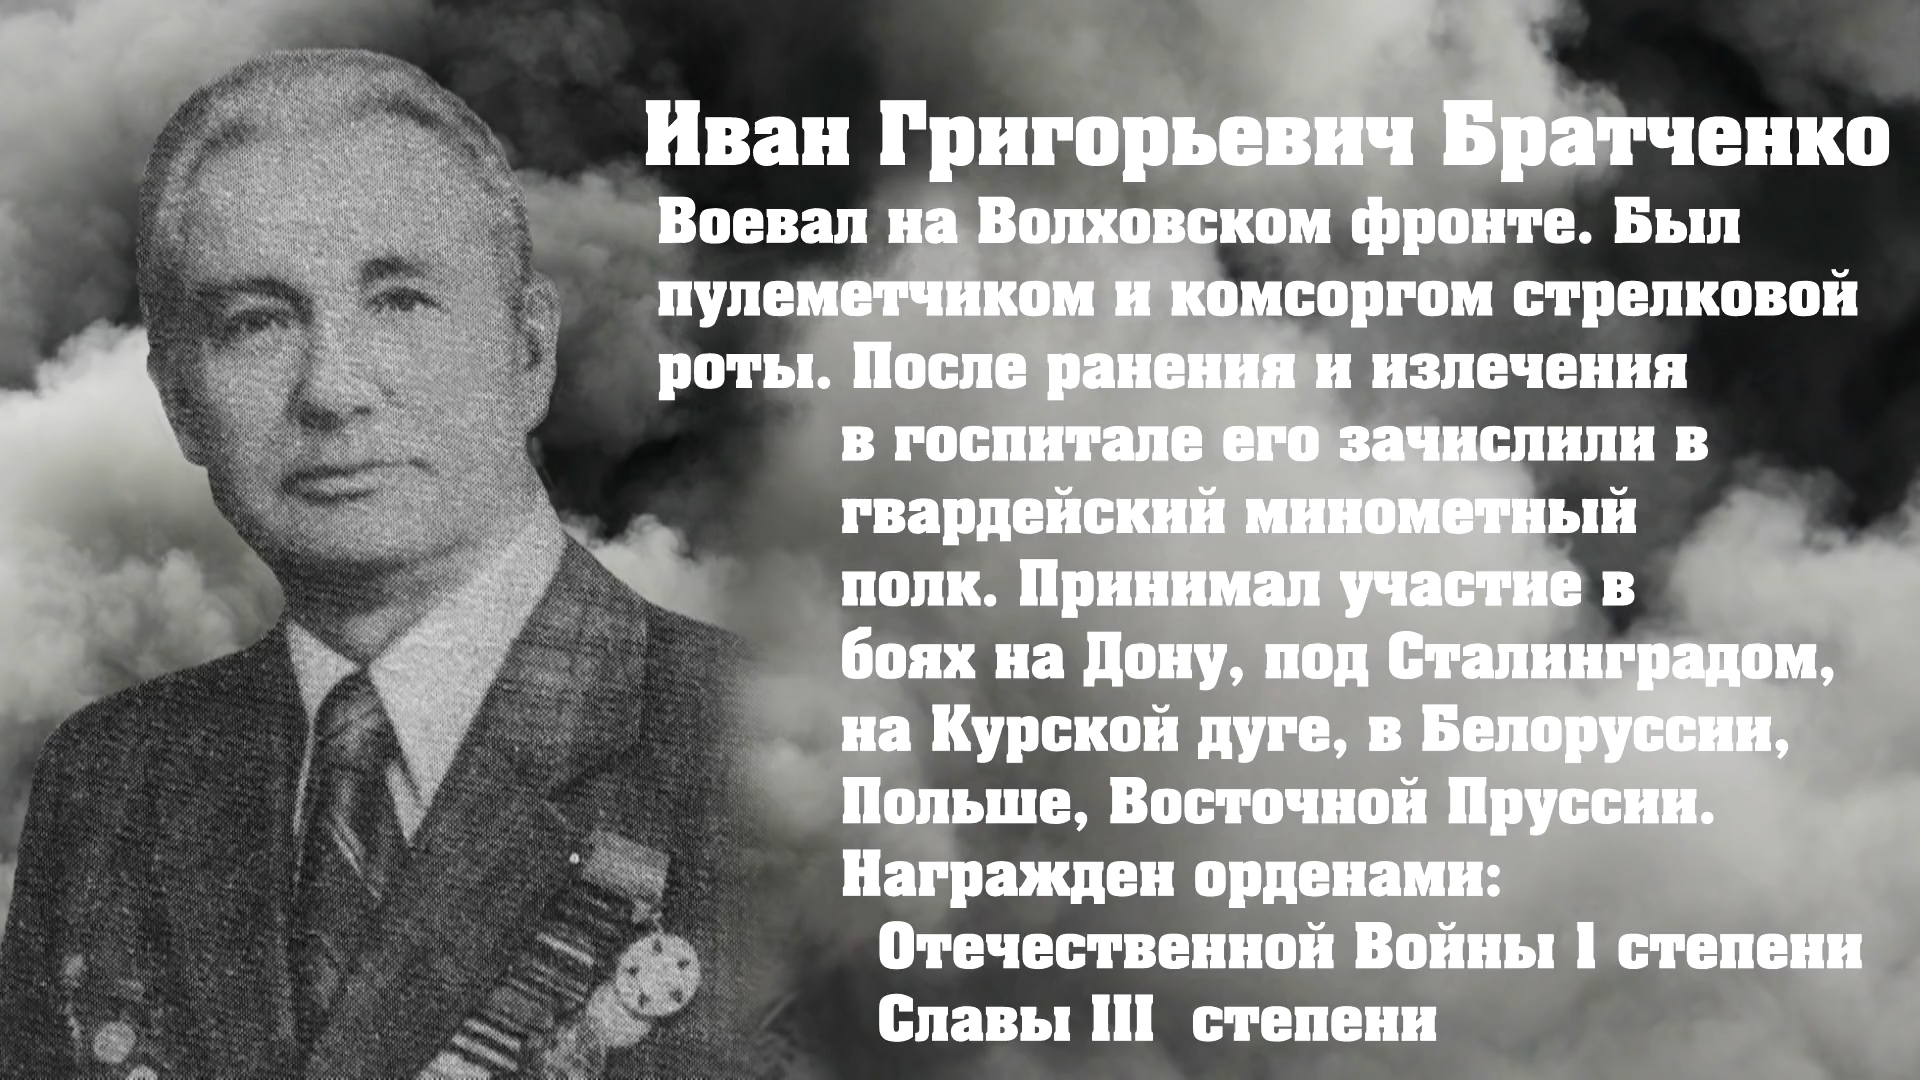 Иван Григорьевич Братченко
Воевал на Волховском фронте. Был
пулеметчиком и комсоргом стрелковой
роты. После ранения и излечения
в госпитале его зачислили в
гвардейский минометный
полк. Принимал участие в
боях на Дону, под Сталинградом,
на Курской дуге, в Белоруссии,
Польше, Восточной Пруссии.
Награжден орденами:
Отечественной Войны 1 степени
Славы III степени